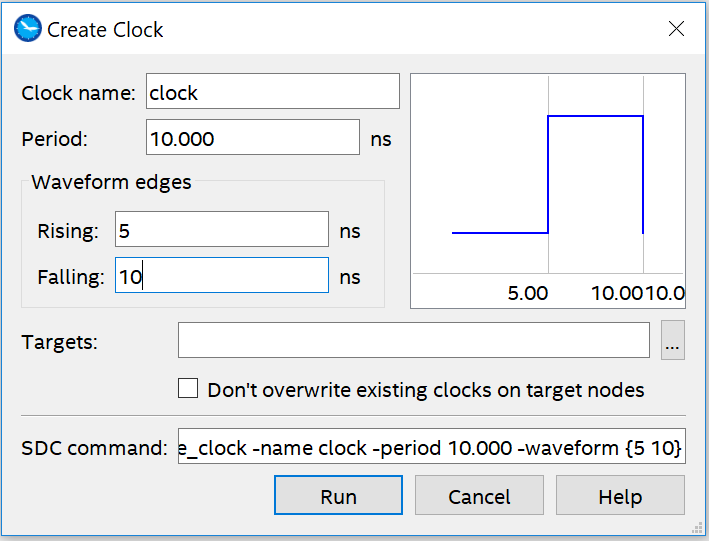 Create Clock
Clock name: clock
Period: 10.000 ns
Waveform edges
Rising: 5 ns
Falling: 10 ns
5.00 10.00 10.0
Targets: ...
Don't overwrite existing clocks on target nodes
SDC command: e_clock -name clock -period 10.000 -waveform {5 10}
Run Cancel Help